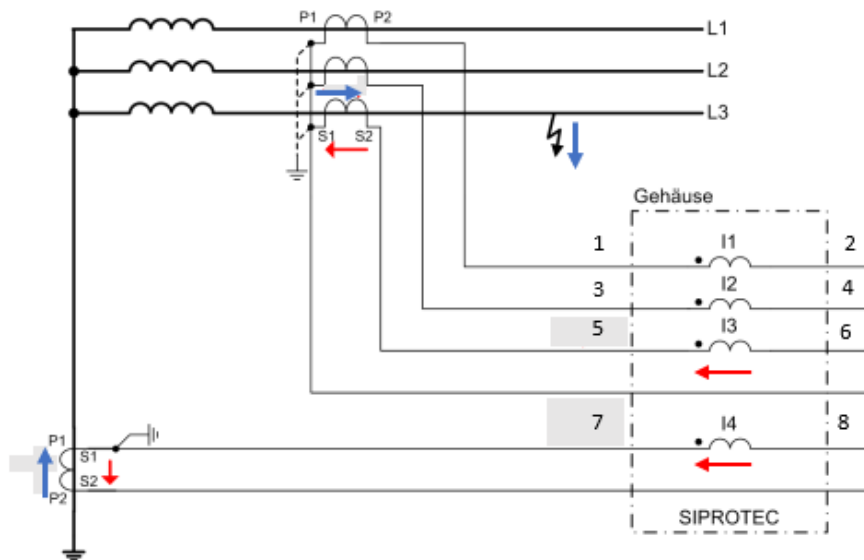 P1 P2 L1
L2
L3
S1 S2
Gehäuse
1 I1 2
3 I2 4
5 I3 6
7 I4 8
P1
S1
S2
P2
SIPROTEC